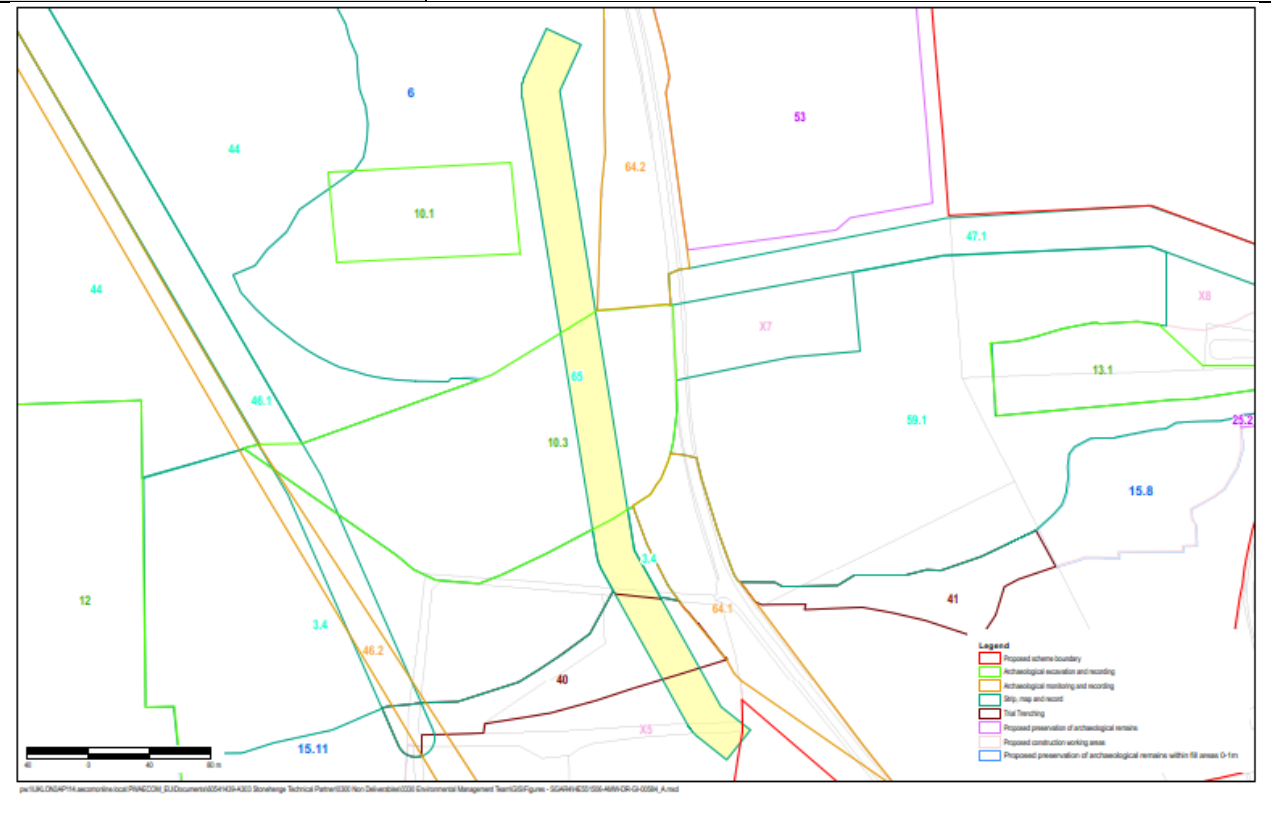 6
53
44
64.2
10.1
47.1
44
X8
X7
13.1
65
46.1
59.1
25.2
10.3
15.8
3.4
12
41
64.1
3.4
46.2
Legend
Proposed scheme boundary
Archaeological excavation and recording
Archaeological monitoring and recording
Strip, map and record
Trial Trenching
Proposed preservation of archaeological remains
Proposed construction working areas
Proposed preservation of archaeological remains within fill areas 0-1m
40
X5
15.11
40 0 40 80 m